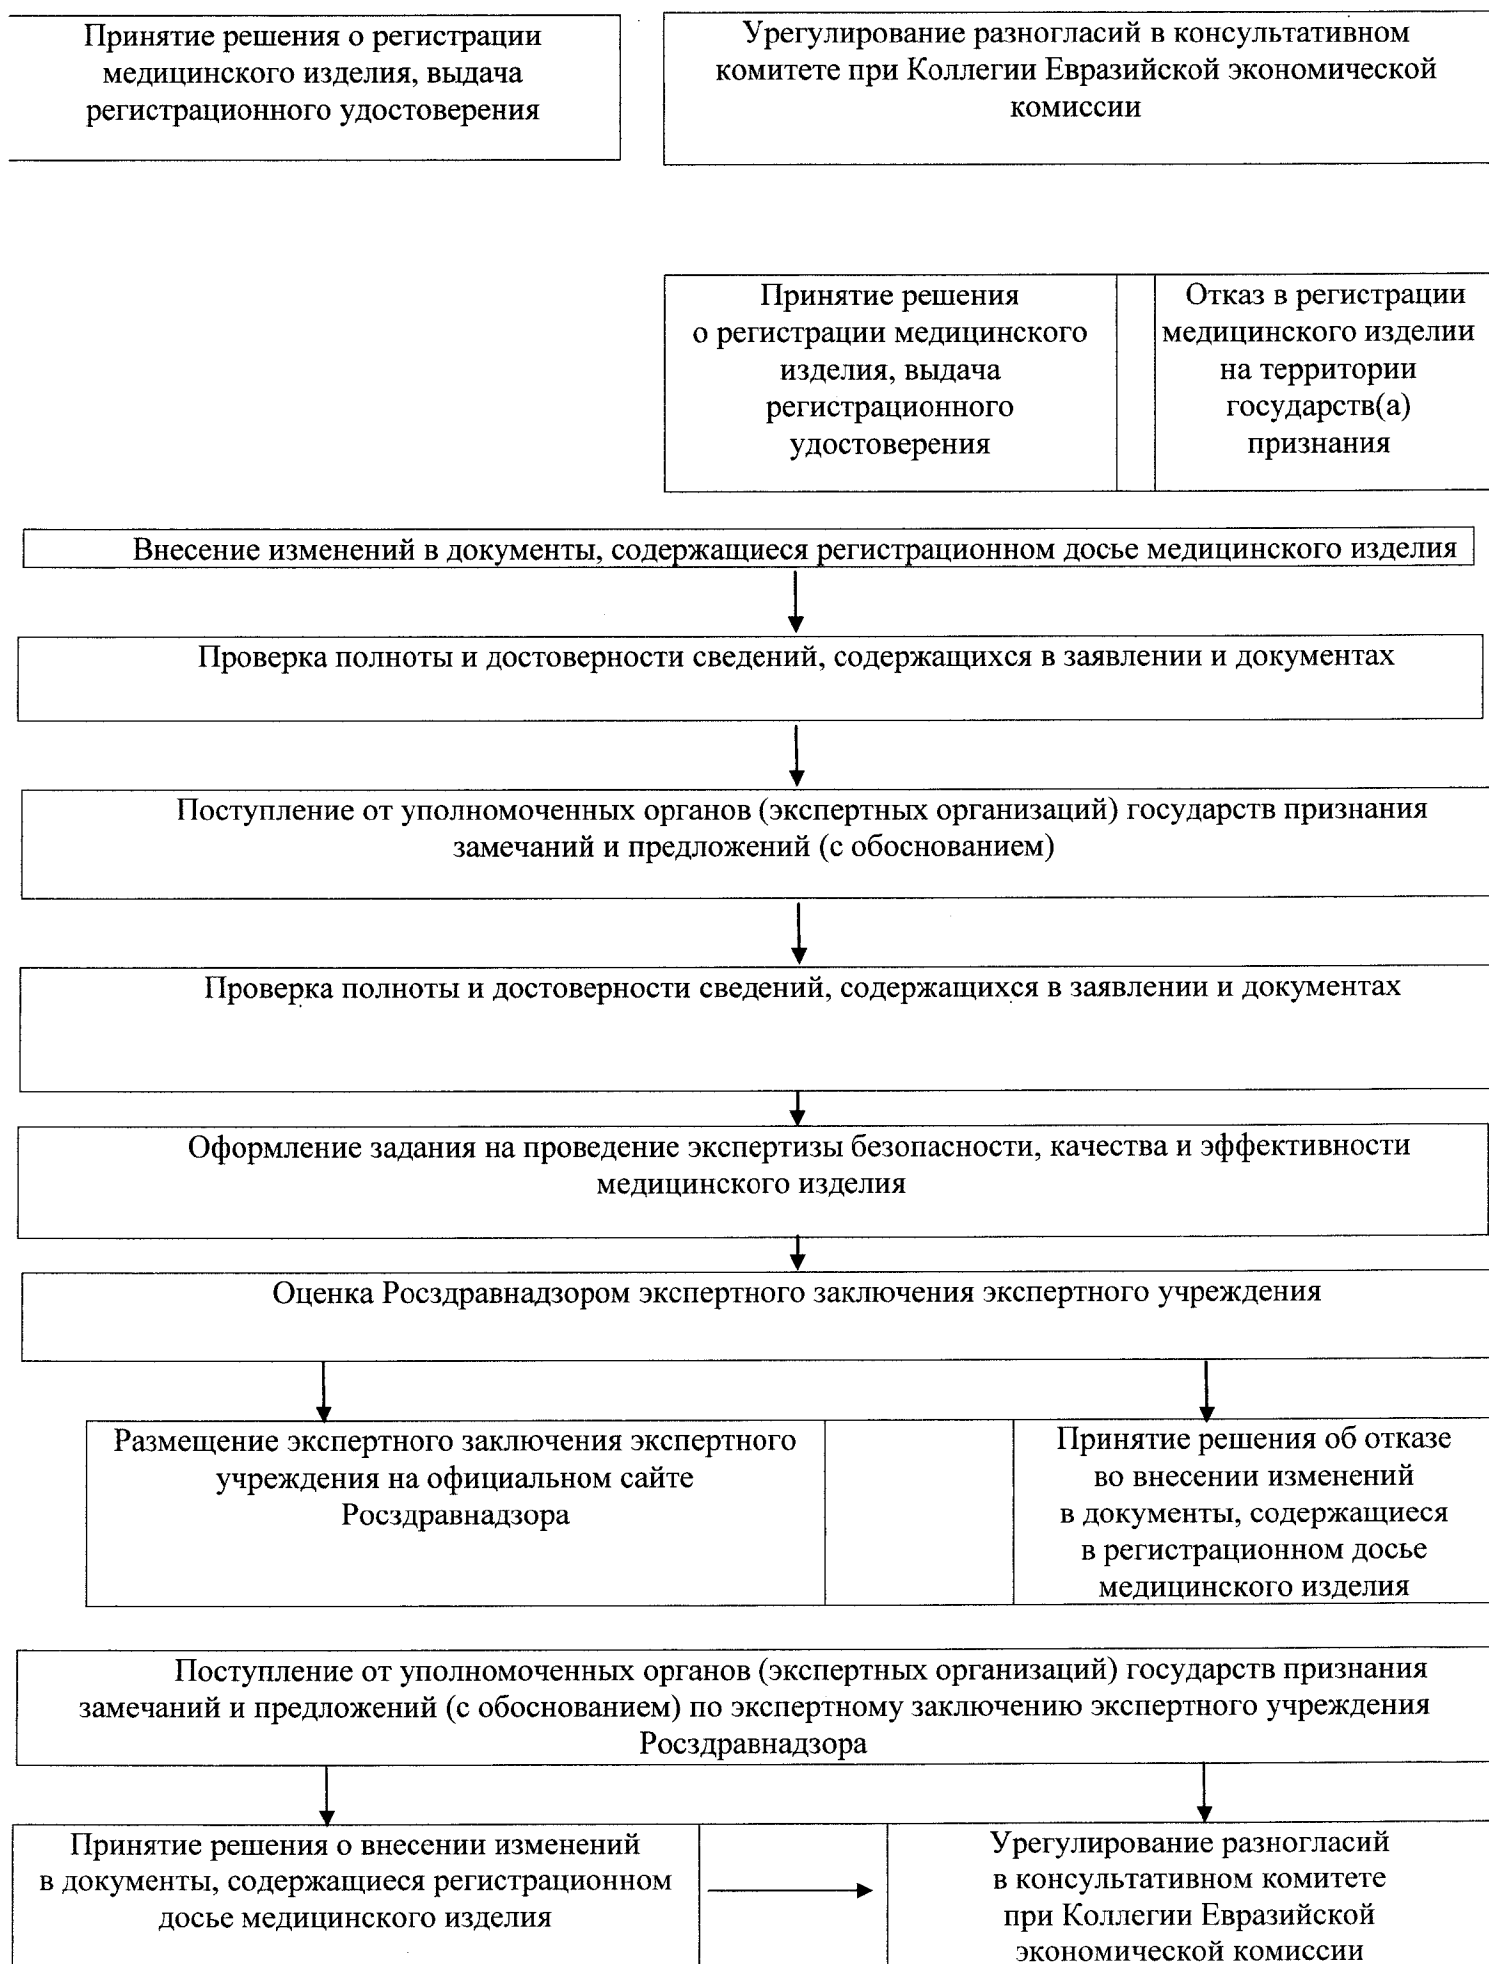 Принятие решения о регистрации
медицинского изделия, выдача
регистрационного удостоверения
Урегулирование разногласий в консультативном
комитете при Коллегии Евразийской экономической
комиссии
Принятие решения
о регистрации медицинского
изделия, выдача
регистрационного
удостоверения
Отказ в регистрации
медицинского изделии
на территории
государств(а)
признания
Внесение изменений в документы, содержащиеся регистрационном досье медицинского изделия
Проверка полноты и достоверности сведений, содержащихся в заявлении и документах
Поступление от уполномоченных органов (экспертных организаций) государств признания
замечаний и предложений (с обоснованием)
Проверка полноты и достоверности сведений, содержащихся в заявлении и документах
Оформление задания на проведение экспертизы безопасности, качества и эффективности
медицинского изделия
Оценка Росздравнадзором экспертного заключения экспертного учреждения
Размещение экспертного заключения экспертного
учреждения на официальном сайте
Росздравнадзора
Принятие решения об отказе
во внесении изменений
в документы, содержащиеся
в регистрационном досье
медицинского изделия
Поступление от уполномоченных органов (экспертных организаций) государств признания
замечаний и предложений (с обоснованием) по экспертному заключению экспертного учреждения
Росздравнадзора
Принятие решения о внесении изменений
в документы, содержащиеся регистрационном
досье медицинского изделия
Урегулирование разногласий
в консультативном комитете
при Коллегии Евразийской
экономической комиссии